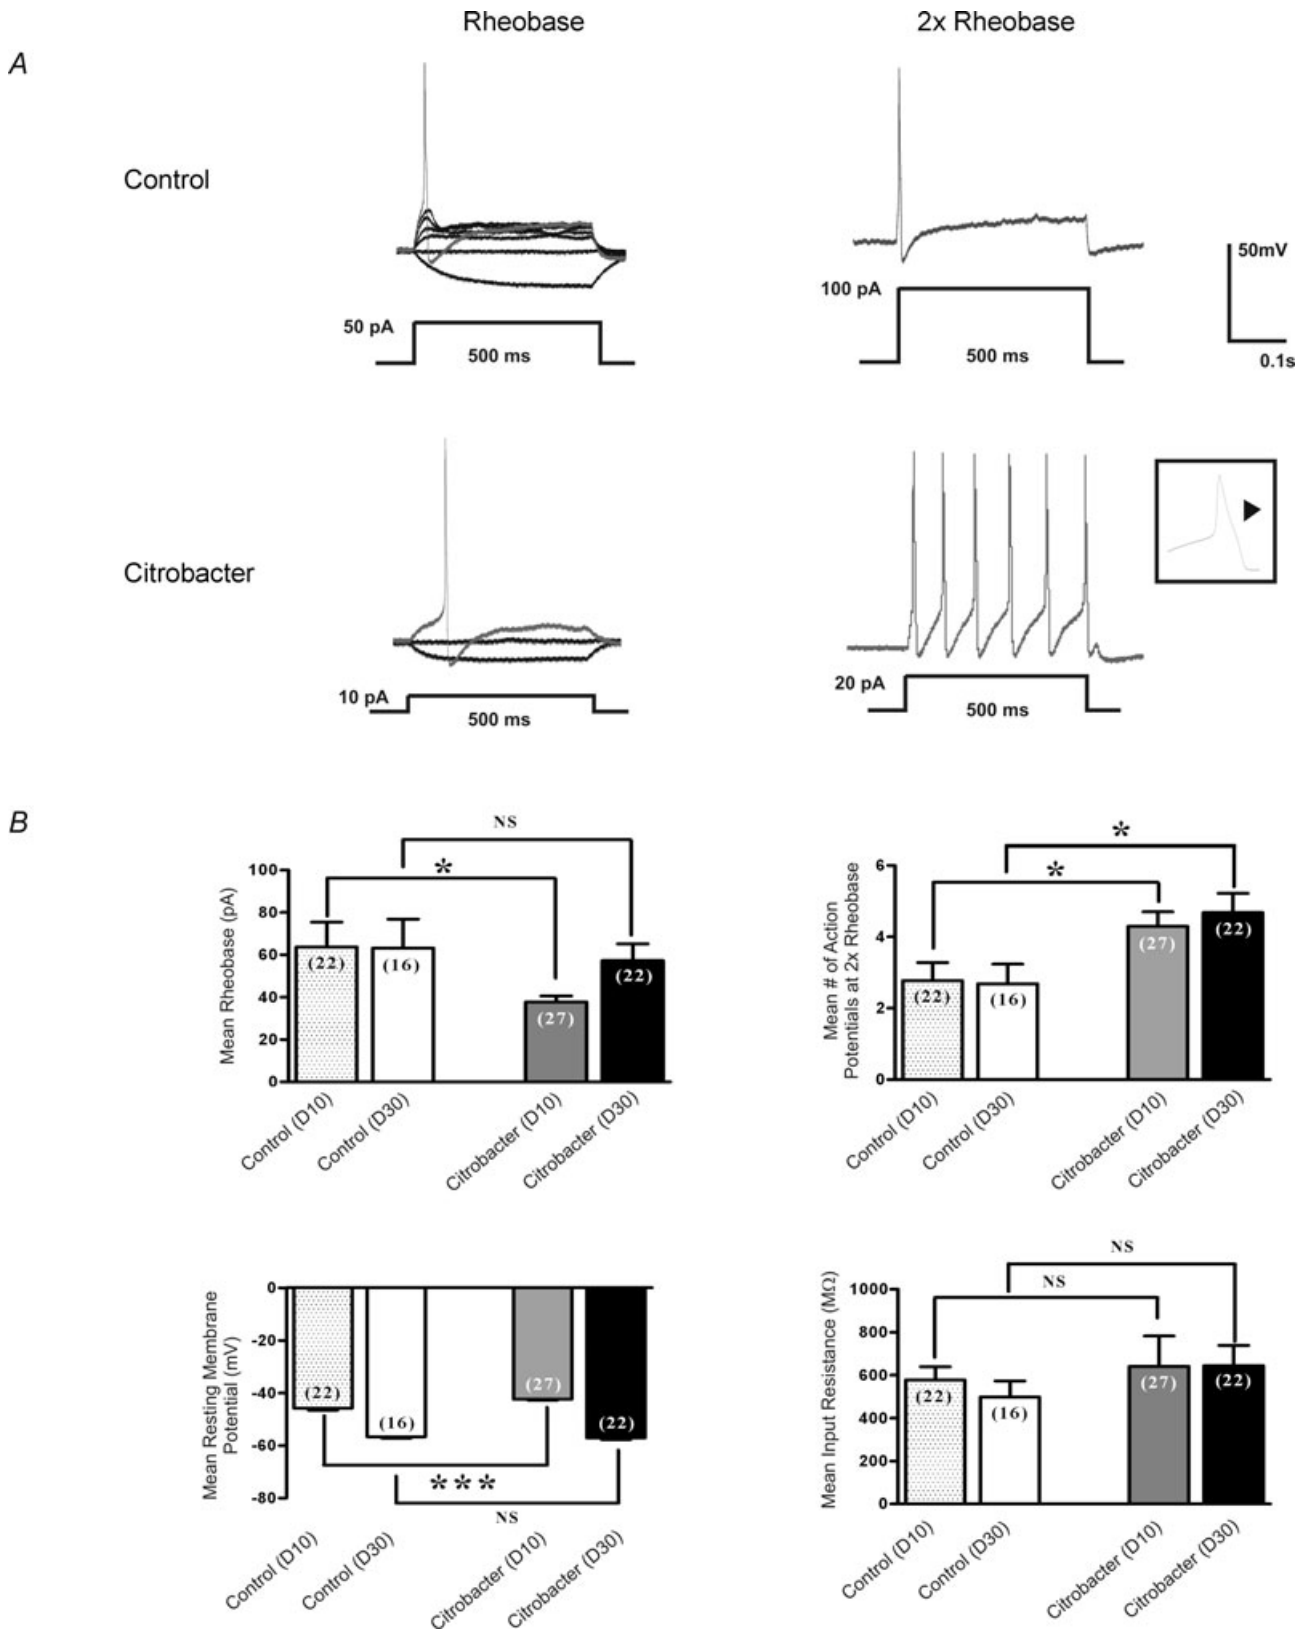 Rheobase
2x Rheobase
A
Control
50 pA
500 ms
100 pA
500 ms
50mV
0.1s
Citrobacter
10 pA
500 ms
20 pA
500 ms
B
NS
*
Mean Rheobase (pA)
100
80
60
40
20
0
(22)
(16)
(27)
(22)
Control (D10)
Control (D30)
Citrobacter (D10)
Citrobacter (D30)
*
*
Mean # of Action
Potentials at 2x Rheobase
6
4
2
0
(22)
(16)
(27)
(22)
Control (D10)
Control (D30)
Citrobacter (D10)
Citrobacter (D30)
Mean Resting Membrane
Potential (mV)
0
-20
-40
-60
-80
(22)
(16)
(27)
(22)
***
NS
Control (D10)
Control (D30)
Citrobacter (D10)
Citrobacter (D30)
NS
NS
Mean Input Resistance (MΩ)
1000
800
600
400
200
0
(22)
(16)
(27)
(22)
Control (D10)
Control (D30)
Citrobacter (D10)
Citrobacter (D30)